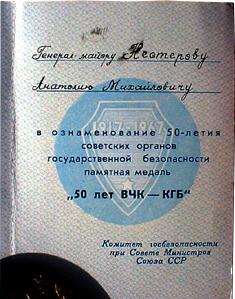 Генерал-майору Нестерову
Анатолию Михайловичу
1917-1967
в ознаменование 50-летия
советских органов
государственной безопасности
памятная медаль
„50 лет ВЧК — КГБ"
Комитет госбезопасности
при Совете Министров
Союза ССР